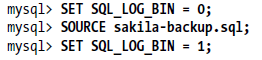 mysql> SET SQL_LOG_BIN = 0;
mysql> SOURCE sakila-backup.sql;
mysql> SET SQL_LOG_BIN = 1;